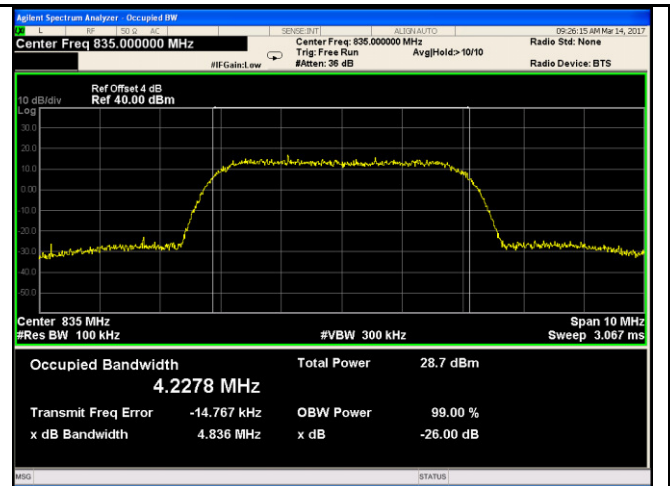 Agilent Spectrum Analyzer - Occupied BW
L RF 50 Ω AC SENSE:INT ALIGN AUTO 09:26:15 AM Mar 14, 2017
Center Freq 835.000000 MHz Center Freq: 835.000000 MHz Radio Std: None
Trig: Free Run Avg|Hold:> 10/10
#IFGain:Low #Atten: 36 dB Radio Device: BTS
Ref Offset 4 dB
10 dB/div Ref 40.00 dBm
Log
30.0
20.0
10.0
0.00
-10.0
-20.0
-30.0
-40.0
-50.0
Center 835 MHz Span 10 MHz
#Res BW 100 kHz #VBW 300 kHz Sweep 3.067 ms
Occupied Bandwidth Total Power 28.7 dBm
4.2278 MHz
Transmit Freq Error -14.767 kHz OBW Power 99.00 %
x dB Bandwidth 4.836 MHz x dB -26.00 dB
MSG STATUS